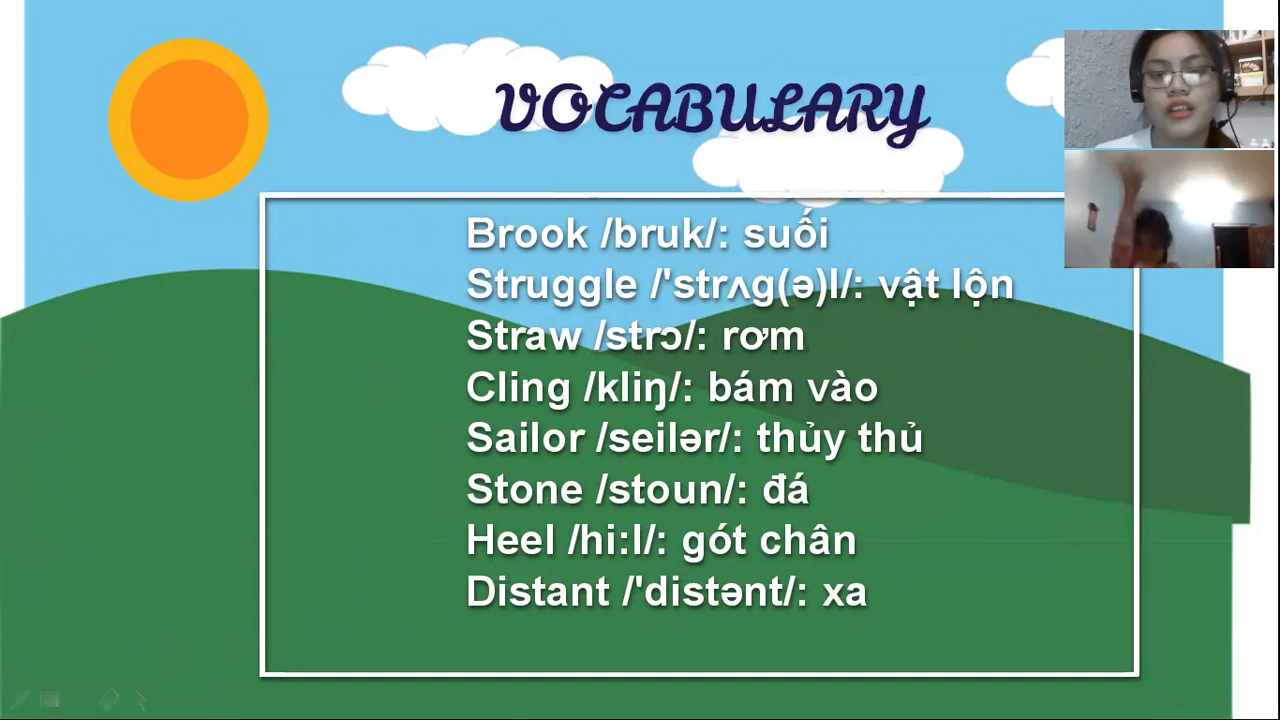 VOCABULARY
Brook /bruk/: suối
Struggle /'strʌg(ə)l/: vật lộn
Straw /strɔ/: rơm
Cling /kliŋ/: bám vào
Sailor /seilər/: thủy thủ
Stone /stoun/: đá
Heel /hi:l/: gót chân
Distant /'distənt/: xa